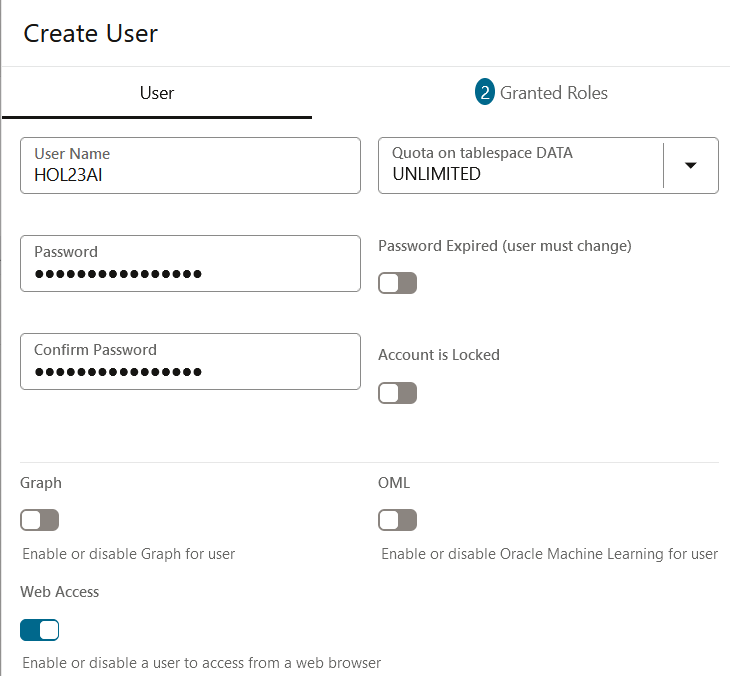 Create User
User
2 Granted Roles
User Name
HOL23AI
Quota on tablespace DATA
UNLIMITED
Password
●●●●●●●●●●●●●●●●
Password Expired (user must change)
Confirm Password
●●●●●●●●●●●●●●●●
Account is Locked
Graph
Enable or disable Graph for user
OML
Enable or disable Oracle Machine Learning for user
Web Access
Enable or disable a user to access from a web browser